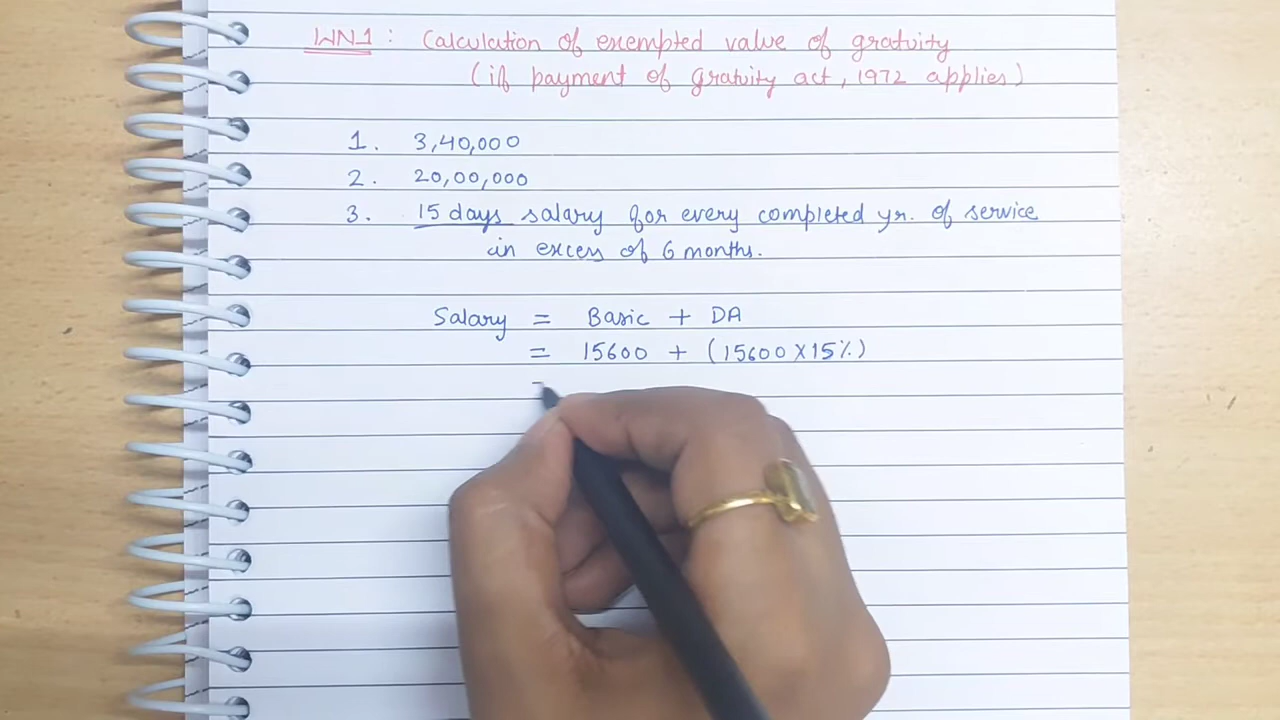 WN1 : Calculation of exempted value of gratuity
(if payment of gratuity act, 1972 applies)
1. 3,40,000
2. 20,00,000
3. 15 days salary for every completed yr. of service
in excess of 6 months.
Salary = Basic + DA
= 15600 + (15600 X 15%)